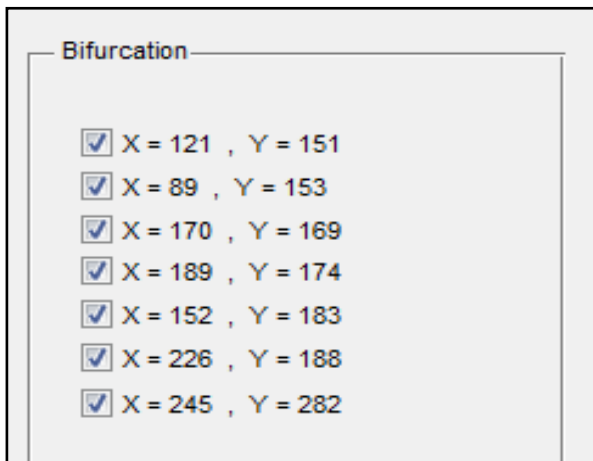 Bifurcation
X = 121 , Y = 151
X = 89 , Y = 153
X = 170 , Y = 169
X = 189 , Y = 174
X = 152 , Y = 183
X = 226 , Y = 188
X = 245 , Y = 282